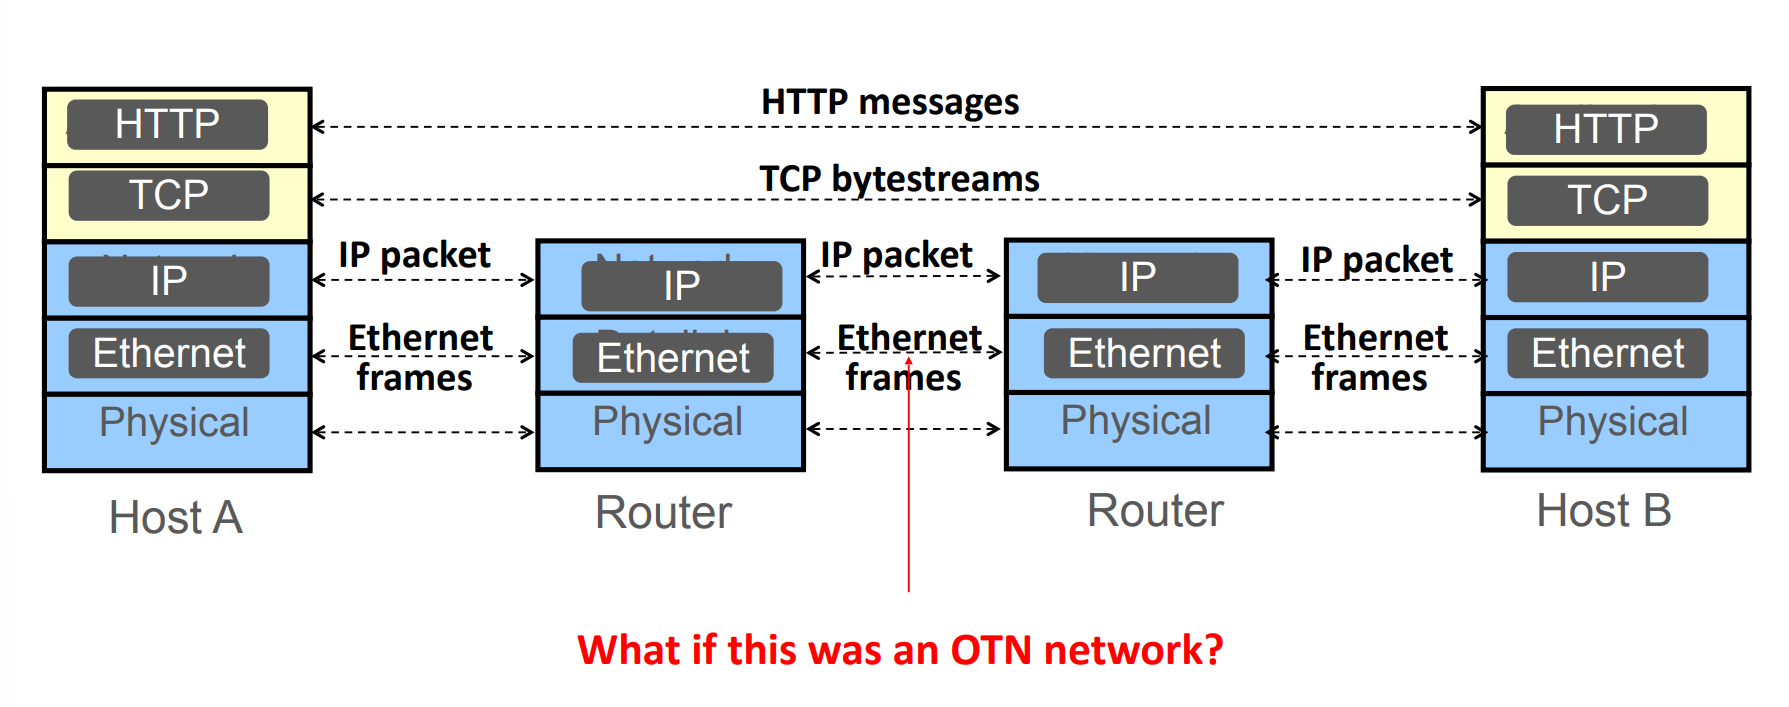 HTTP messages
HTTP
HTTP
TCP bytestreams
TCP
TCP
IP packet
IP packet
IP packet
IP
IP
IP
IP
Ethernet frames
Ethernet frames
Ethernet frames
Ethernet
Ethernet
Ethernet
Ethernet
Physical
Physical
Physical
Physical
Host A
Router
Router
Host B
What if this was an OTN network?